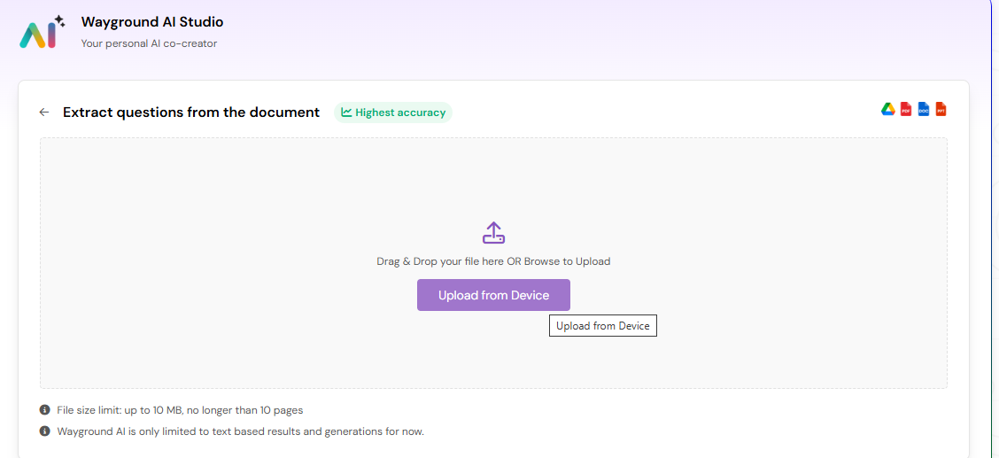 AI
Wayground AI Studio
Your personal AI co-creator
← Extract questions from the document
Highest accuracy
PDF DOC PPT
Drag & Drop your file here OR Browse to Upload
Upload from Device
Upload from Device
File size limit: up to 10 MB, no longer than 10 pages
Wayground AI is only limited to text based results and generations for now.